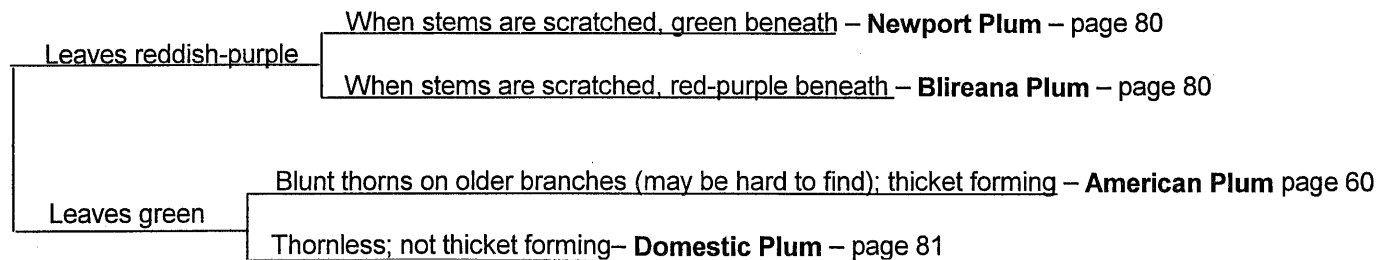 When stems are scratched, green beneath – Newport Plum – page 80
Leaves reddish-purple
When stems are scratched, red-purple beneath – Blireana Plum – page 80
Blunt thorns on older branches (may be hard to find); thicket forming – American Plum page 60
Leaves green
Thornless; not thicket forming– Domestic Plum – page 81